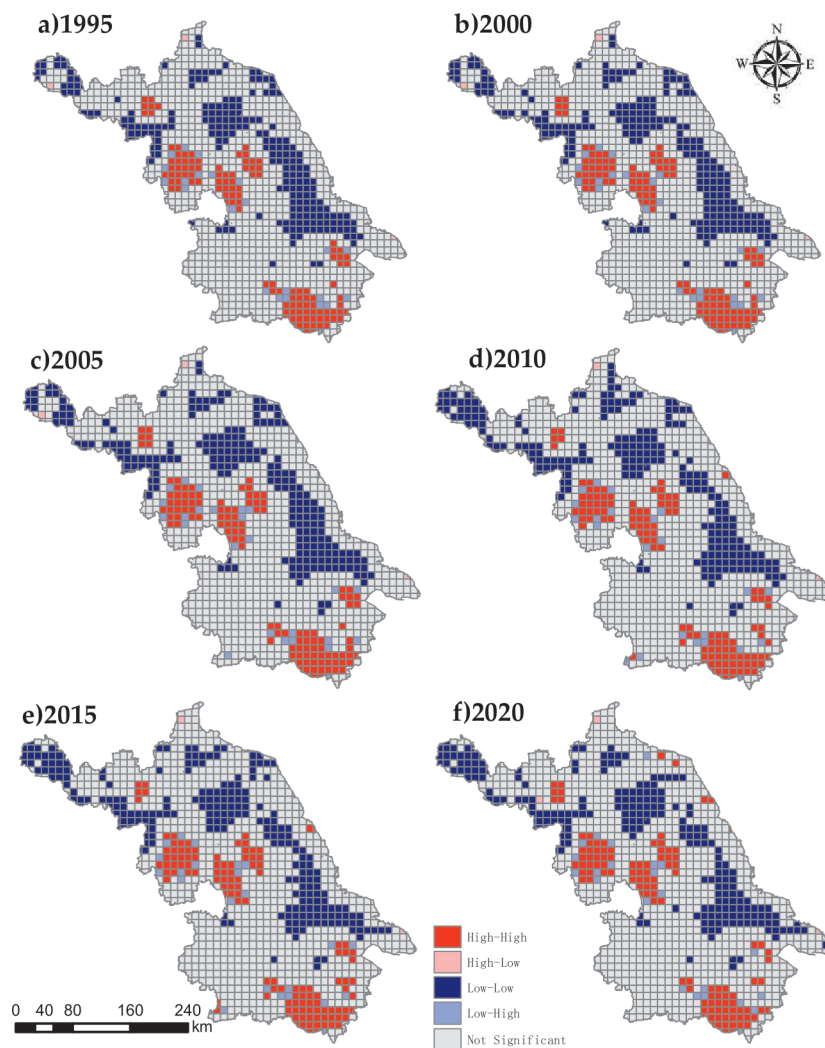 a)1995
b)2000
N
W E
S
c)2005
d)2010
e)2015
f)2020
High-High
High-Low
Low-Low
Low-High
Not Significant
0 40 80 160 240
km